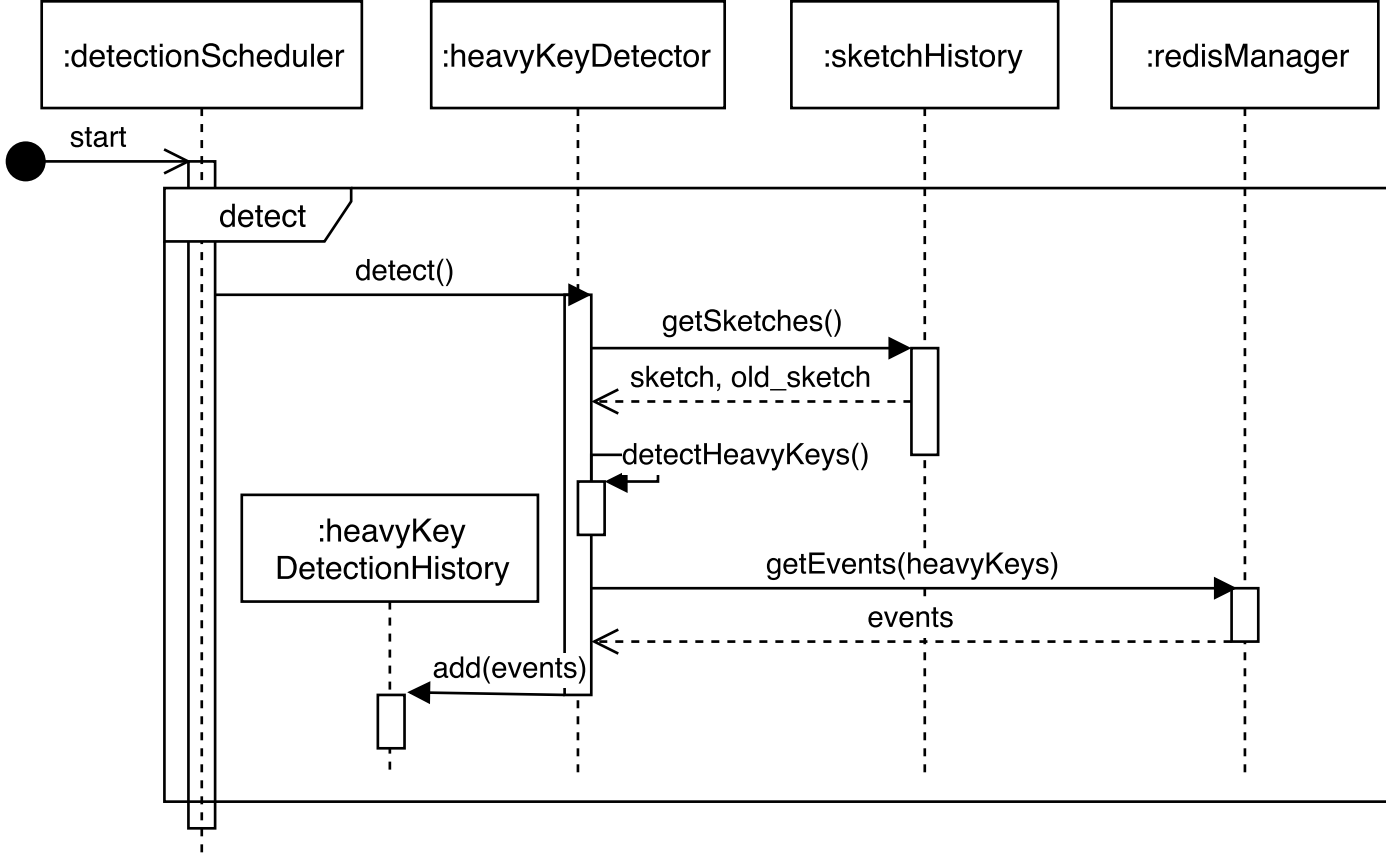 :detectionScheduler
:heavyKeyDetector
:sketchHistory
:redisManager
start
detect
detect()
getSketches()
sketch, old_sketch
detectHeavyKeys()
:heavyKey
DetectionHistory
getEvents(heavyKeys)
events
add(events)